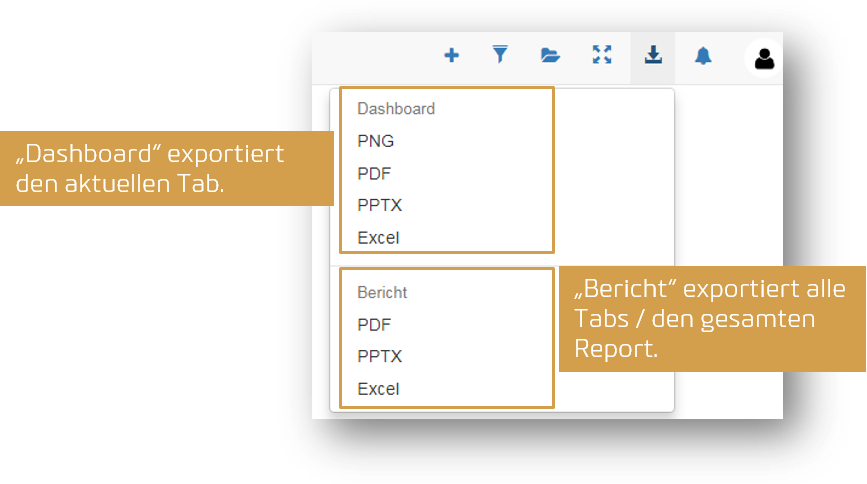 Dashboard
PNG
PDF
PPTX
Excel
„Dashboard“ exportiert
den aktuellen Tab.
Bericht
PDF
PPTX
Excel
„Bericht“ exportiert alle
Tabs / den gesamten
Report.